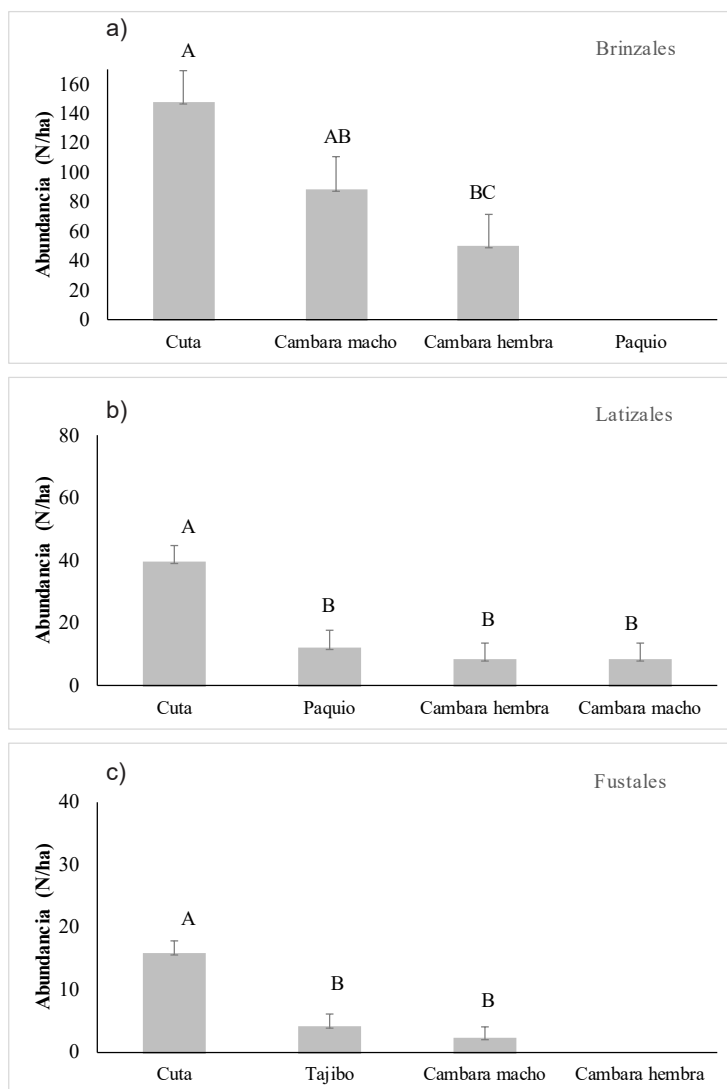 a)
Brinzales
Abundancia (N/ha)
160
140
120
100
80
60
40
20
0
A
AB
BC
Cuta
Cambara macho
Cambara hembra
Paquio
b)
Latizales
Abundancia (N/ha)
80
60
40
20
0
A
B
B
B
Cuta
Paquio
Cambara hembra
Cambara macho
c)
Fustales
Abundancia (N/ha)
40
30
20
10
0
A
B
B
Cuta
Tajibo
Cambara macho
Cambara hembra